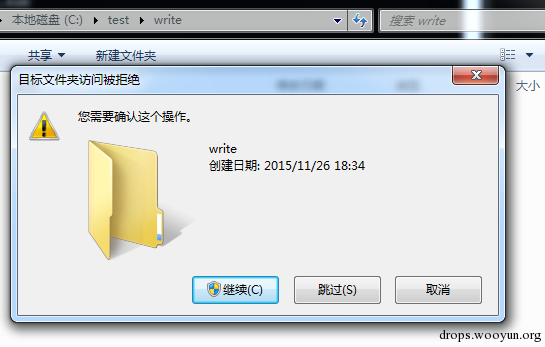 本地磁盘 (C:) ▸ test ▸ write
搜索 write
共享 新建文件夹
大小
目标文件夹访问被拒绝
您需要确认这个操作。
write
创建日期: 2015/11/26 18:34
继续(C) 跳过(S) 取消
drops.wooyun.org